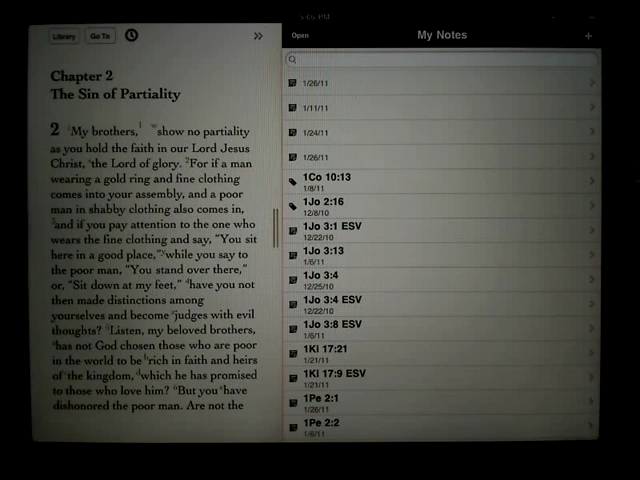 5:06 PM
Library Go To
Chapter 2
The Sin of Partiality
2 1My brothers, 1 w show no partiality
as you hold the faith in our Lord Jesus
Christ, the Lord of glory. 2For if a man
wearing a gold ring and fine clothing
comes into your assembly, and a poor
man in shabby clothing also comes in,
3and if you pay attention to the one who
wears the fine clothing and say, “You sit
here in a good place,” while you say to
the poor man, “You stand over there,”
or, “Sit down at my feet,” 4have you not
then made distinctions among
yourselves and become judges with evil
thoughts? 5Listen, my beloved brothers,
has not God chosen those who are poor
in the world to be rich in faith and heirs
of the kingdom, which he has promised
to those who love him? 6But you have
dishonored the poor man. Are not the
Open My Notes +
1/26/11
1/11/11
1/24/11
1/26/11
1Co 10:13
1/8/11
1Jo 2:16
12/8/10
1Jo 3:1 ESV
12/22/10
1Jo 3:13
1/6/11
1Jo 3:4
12/25/10
1Jo 3:4 ESV
12/22/10
1Jo 3:8 ESV
1/6/11
1Ki 17:21
1/21/11
1Ki 17:9 ESV
1/21/11
1Pe 2:1
1/26/11
1Pe 2:2
1/6/11